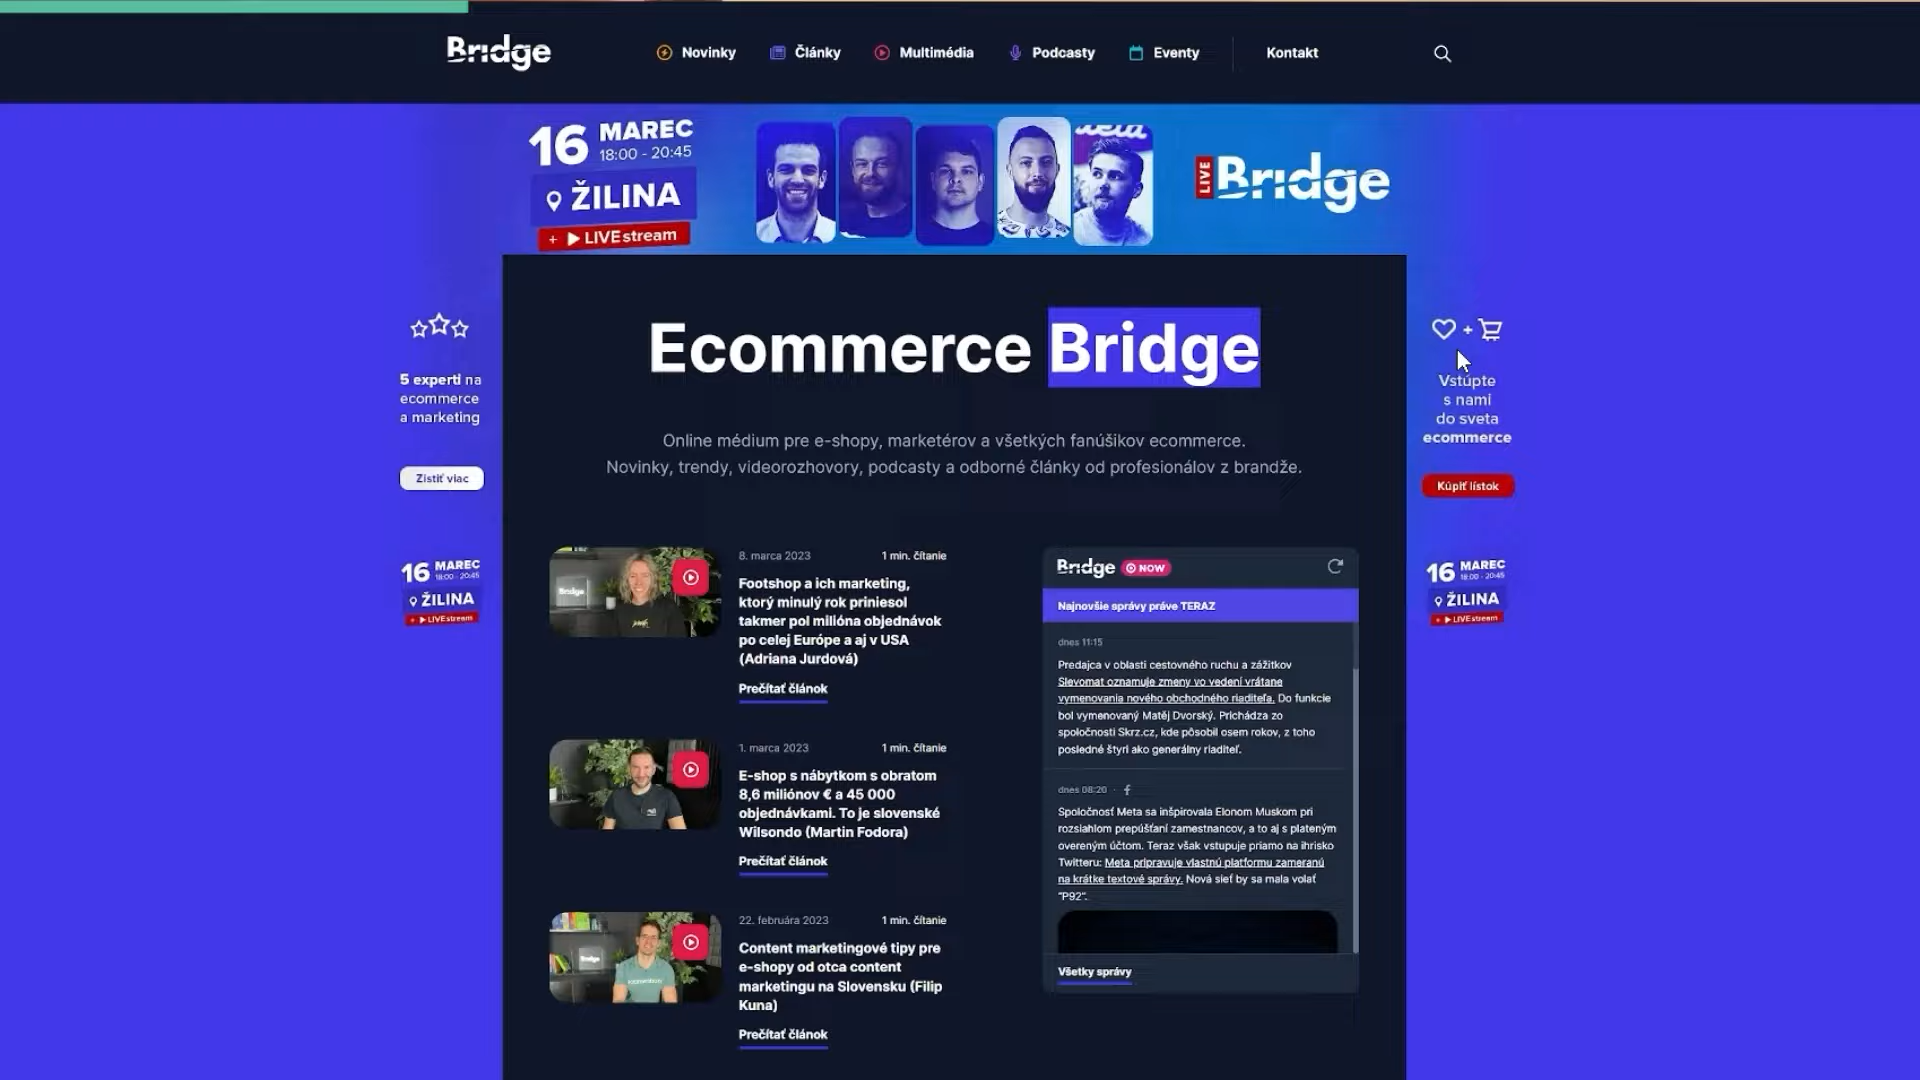 Bridge
Novinky
Články
Multimédia
Podcasty
Eventy
Kontakt
16 MAREC
18:00 - 20:45
ŽILINA
+ LIVEstream
LIVE Bridge
5 experti na
ecommerce
a marketing
Zistiť viac
16 MAREC
18:00 - 20:45
ŽILINA
+ LIVEstream
Ecommerce Bridge
Online médium pre e-shopy, marketérov a všetkých fanúšikov ecommerce.
Novinky, trendy, videorozhovory, podcasty a odborné články od profesionálov z brandže.
8. marca 2023
1 min. čítanie
Footshop a ich marketing,
ktorý minulý rok priniesol
takmer pol milióna objednávok
po celej Európe a aj v USA
(Adriana Jurdová)
Prečítať článok
1. marca 2023
1 min. čítanie
E-shop s nábytkom s obratom
8,6 miliónov € a 45 000
objednávkami. To je slovenské
Wilsondo (Martin Fodora)
Prečítať článok
22. februára 2023
1 min. čítanie
Content marketingové tipy pre
e-shopy od otca content
marketingu na Slovensku (Filip
Kuna)
Prečítať článok
Bridge NOW
Najnovšie správy práve TERAZ
dnes 11:15
Predajca v oblasti cestovného ruchu a zážitkov
Slevomat oznamuje zmeny vo vedení vrátane
vymenovania nového obchodného riaditeľa. Do funkcie
bol vymenovaný Matěj Dvorský. Prichádza zo
spoločnosti Skrz.cz, kde pôsobil osem rokov, z toho
posledné štyri ako generálny riaditeľ.
dnes 08:20 ·
Spoločnosť Meta sa inšpirovala Elonom Muskom pri
rozsiahlom prepúšťaní zamestnancov, a to aj s plateným
overeným účtom. Teraz však vstupuje priamo na ihrisko
Twitteru: Meta pripravuje vlastnú platformu zameranú
na krátke textové správy. Nová sieť by sa mala volať
"P92".
Všetky správy
+
Vstúpte
s nami
do sveta
ecommerce
Kúpiť lístok
16 MAREC
18:00 - 20:45
ŽILINA
+ LIVEstream